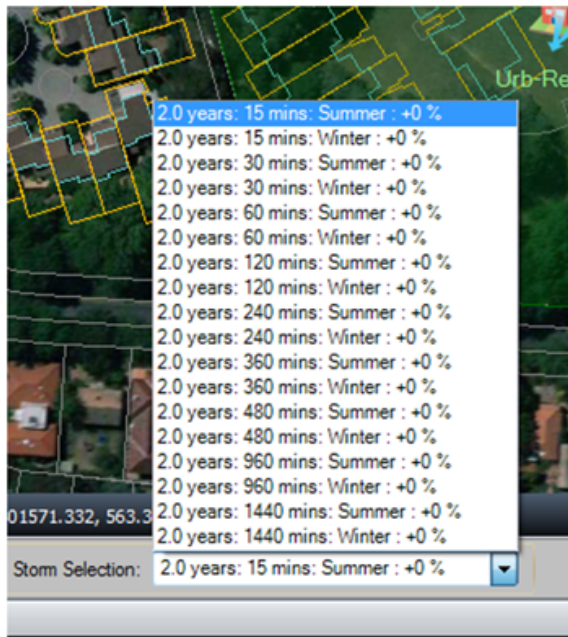 Urb-Re
2.0 years: 15 mins: Summer : +0 %
2.0 years: 15 mins: Winter : +0 %
2.0 years: 30 mins: Summer : +0 %
2.0 years: 30 mins: Winter : +0 %
2.0 years: 60 mins: Summer : +0 %
2.0 years: 60 mins: Winter : +0 %
2.0 years: 120 mins: Summer : +0 %
2.0 years: 120 mins: Winter : +0 %
2.0 years: 240 mins: Summer : +0 %
2.0 years: 240 mins: Winter : +0 %
2.0 years: 360 mins: Summer : +0 %
2.0 years: 360 mins: Winter : +0 %
2.0 years: 480 mins: Summer : +0 %
2.0 years: 480 mins: Winter : +0 %
2.0 years: 960 mins: Summer : +0 %
2.0 years: 960 mins: Winter : +0 %
2.0 years: 1440 mins: Summer : +0 %
2.0 years: 1440 mins: Winter : +0 %
01571.332, 563.3
Storm Selection: 2.0 years: 15 mins: Summer : +0 %